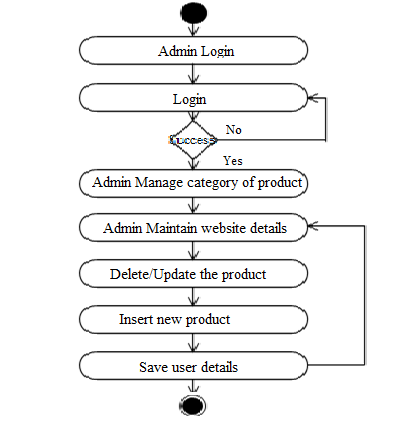 Admin Login
Login
Success
No
Yes
Admin Manage category of product
Admin Maintain website details
Delete/Update the product
Insert new product
Save user details